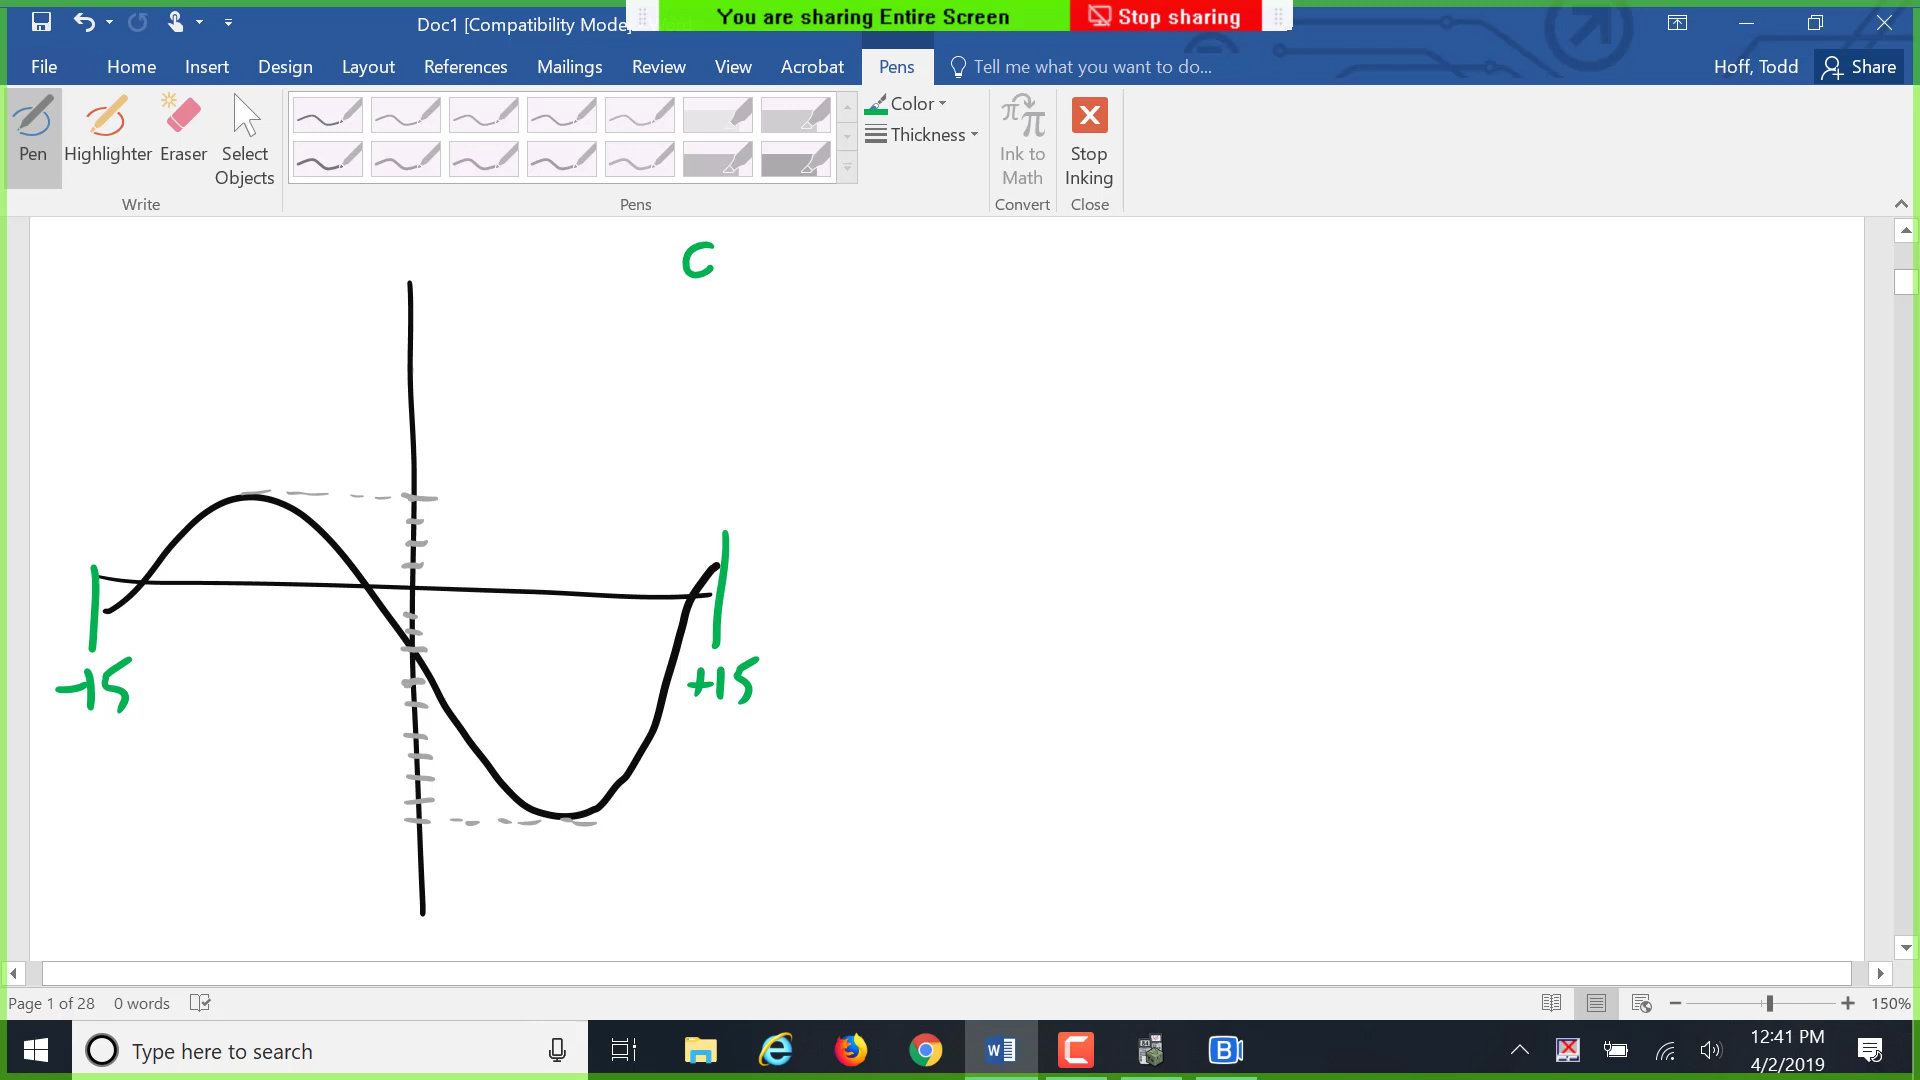 Doc1 [Compatibility Mode]
You are sharing Entire Screen
Stop sharing
File Home Insert Design Layout References Mailings Review View Acrobat Pens Tell me what you want to do... Hoff, Todd Share
Pen Highlighter Eraser Select Objects
Write
Pens
Color
Thickness
Ink to Math
Convert
Stop Inking
Close
C
-15
+15
Page 1 of 28 0 words 150%
Type here to search
12:41 PM
4/2/2019